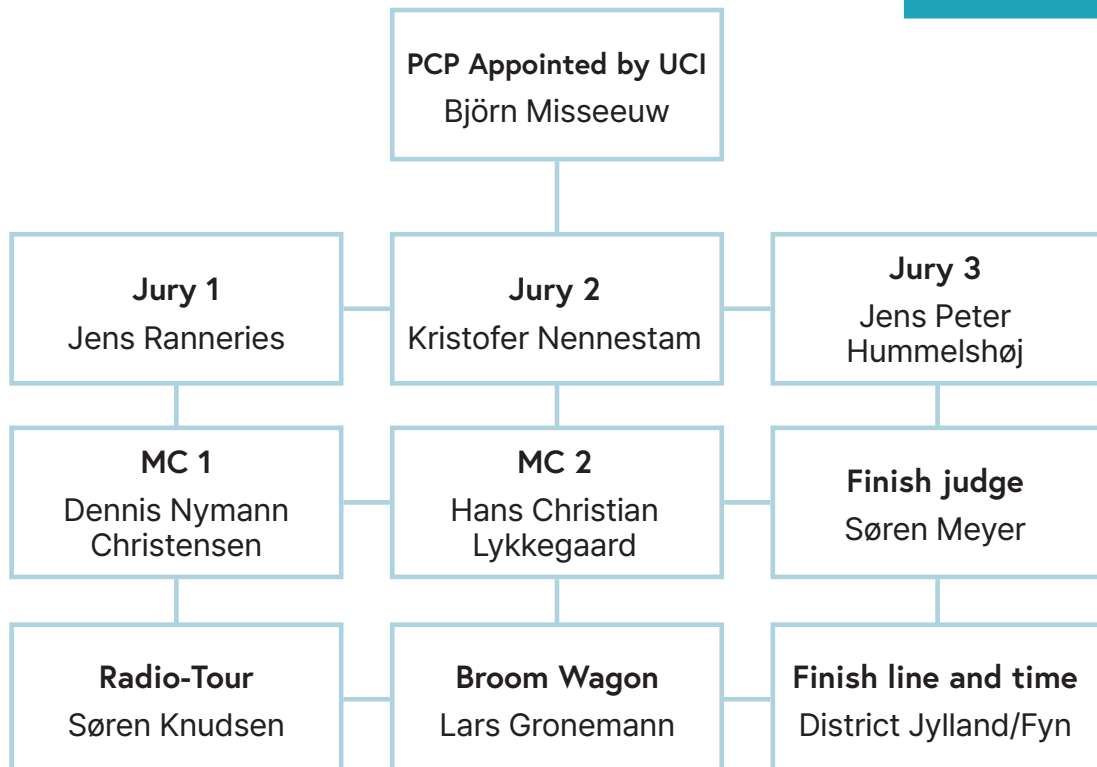 PCP Appointed by UCI
Björn Misseeuw
Jury 1
Jens Ranneries
Jury 2
Kristofer Nennestam
Jury 3
Jens Peter
Hummelshøj
MC 1
Dennis Nymann
Christensen
MC 2
Hans Christian
Lykkegaard
Finish judge
Søren Meyer
Radio-Tour
Søren Knudsen
Broom Wagon
Lars Gronemann
Finish line and time
District Jylland/Fyn